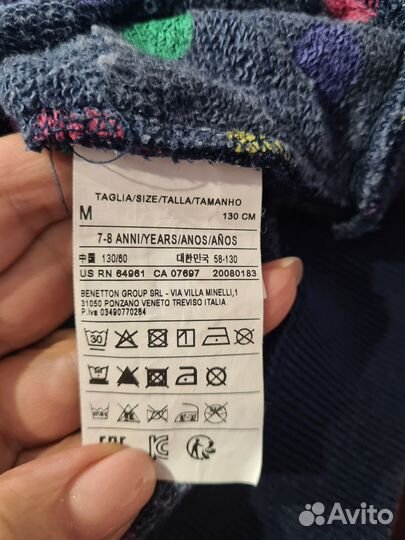 TAGLIA/SIZE/TALLA/TAMANHO
M 130 CM
7-8 ANNI/YEARS/ANOS/AÑOS
中国 130/60 대한민국 58-130
US RN 64961 CA 07697 20080183
BENETTON GROUP SRL - VIA VILLA MINELLI,1
31050 PONZANO VENETO TREVISO ITALIA
P.Iva 03490770264
30
EAC
Avito